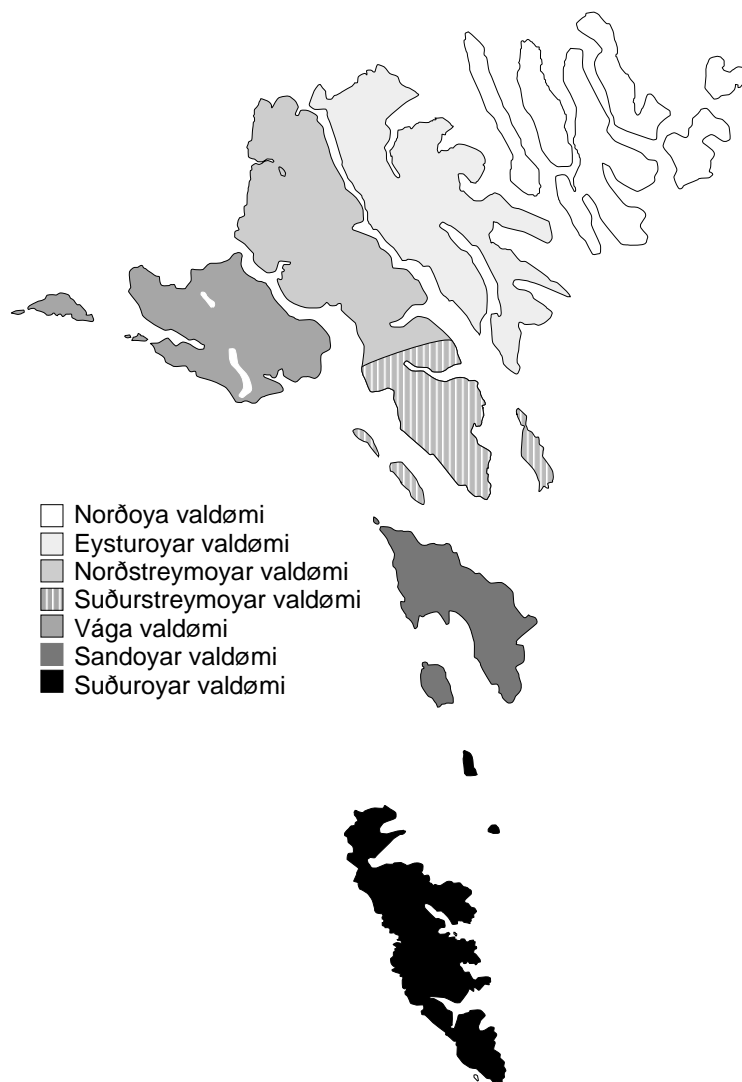 Norðoya valdømi
Eysturoyar valdømi
Norðstreymoyar valdømi
Suðurstreymoyar valdømi
Vága valdømi
Sandoyar valdømi
Suðuroyar valdømi